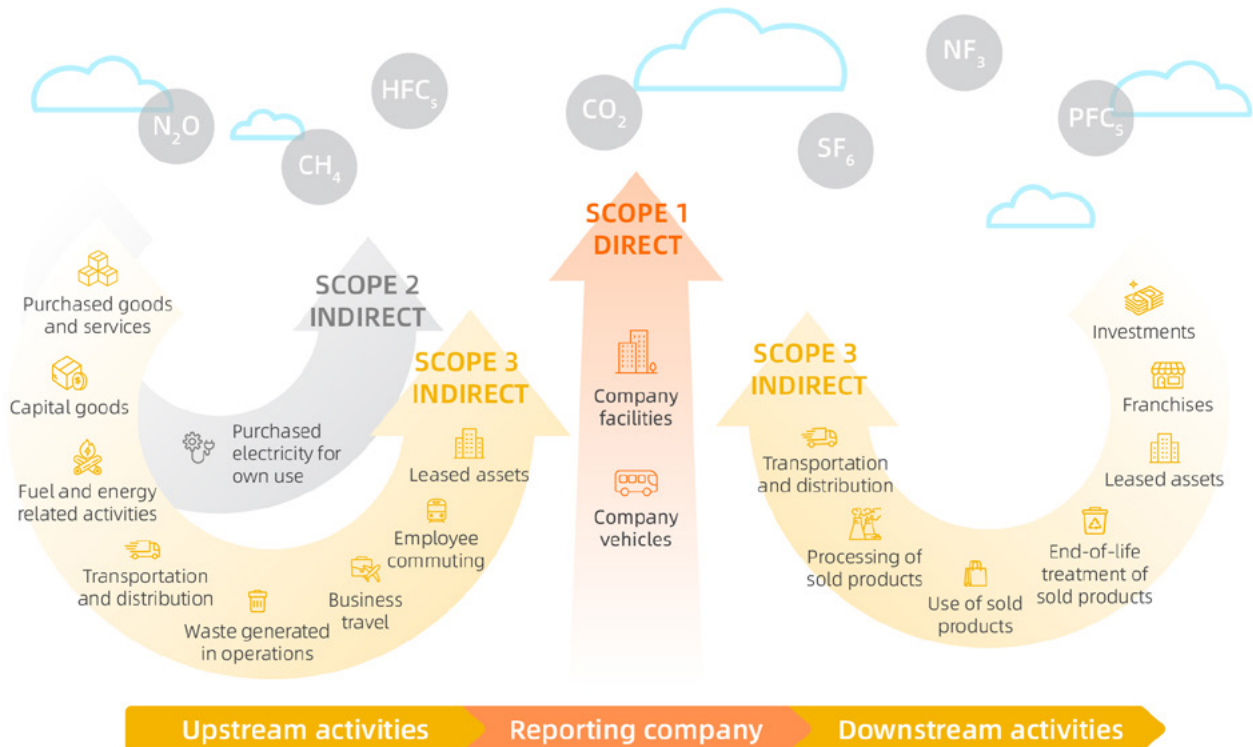 N₂O
CH₄
HFCₛ
CO₂
SF₆
NF₃
PFCₛ
Purchased goods
and services
Capital goods
Fuel and energy
related activities
Transportation
and distribution
Waste generated
in operations
Business
travel
Employee
commuting
Leased assets
SCOPE 3
INDIRECT
SCOPE 2
INDIRECT
Purchased
electricity for
own use
SCOPE 1
DIRECT
Company
facilities
Company
vehicles
SCOPE 3
INDIRECT
Transportation
and distribution
Processing of
sold products
Use of sold
products
End-of-life
treatment of
sold products
Leased assets
Franchises
Investments
Upstream activities
Reporting company
Downstream activities